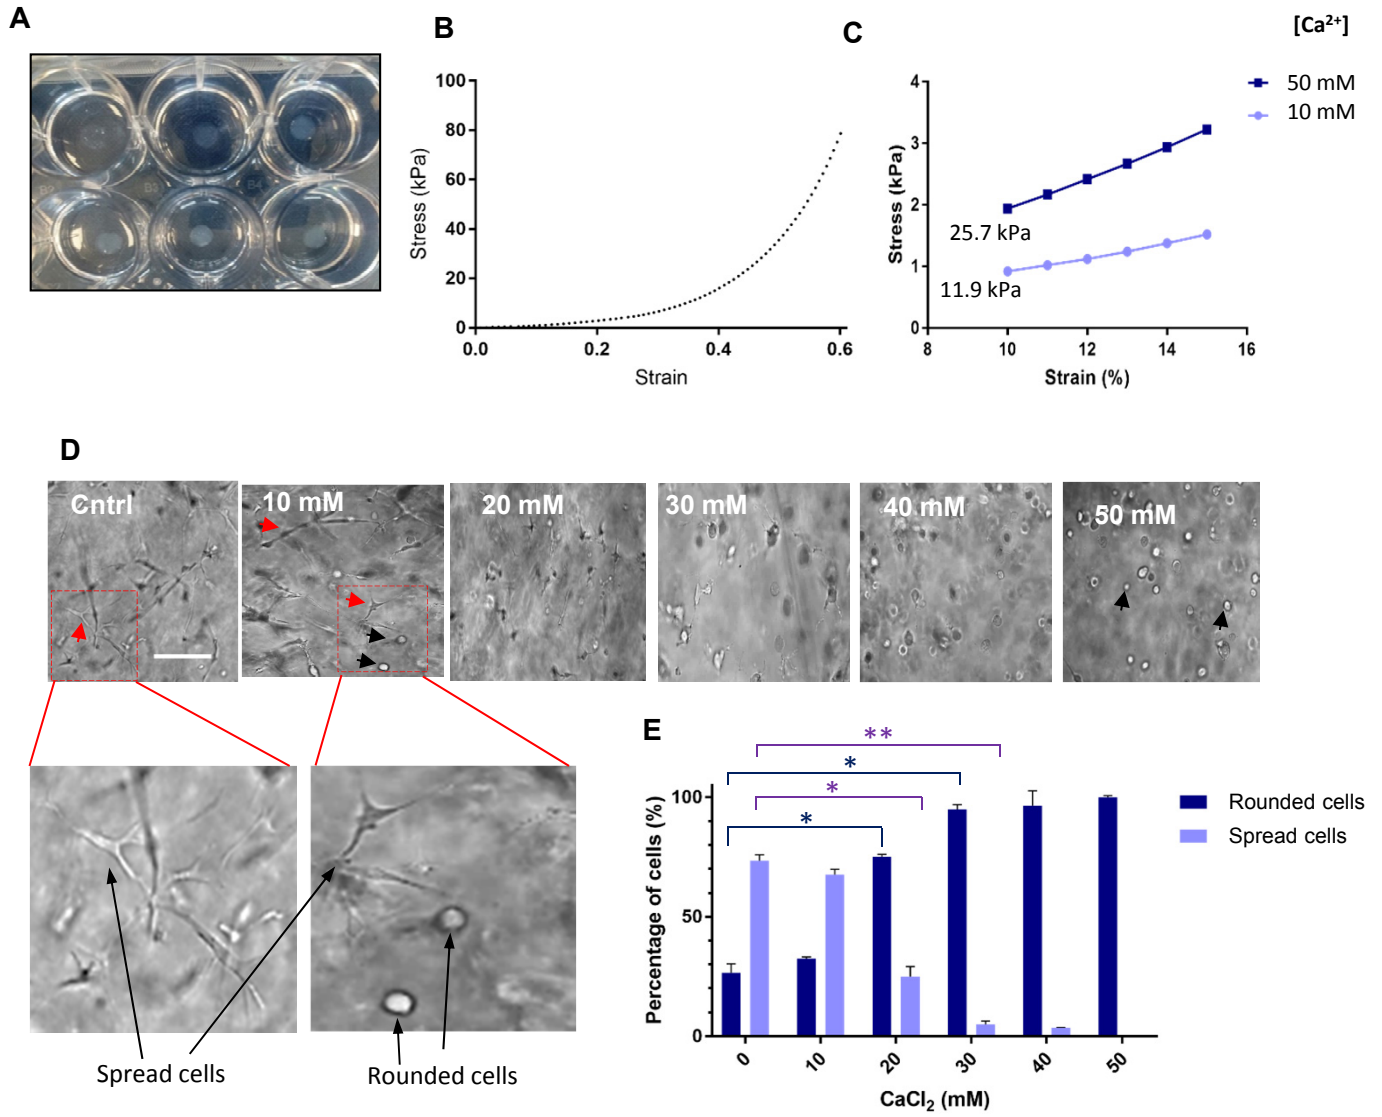 A
B2
B3
B4
B
100
80
60
40
20
0
Stress (kPa)
0.0
0.2
0.4
0.6
Strain
C
[Ca²⁺]
50 mM
10 mM
4
3
2
1
0
Stress (kPa)
25.7 kPa
11.9 kPa
8
10
12
14
16
Strain (%)
D
Cntrl
10 mM
20 mM
30 mM
40 mM
50 mM
Spread cells
Rounded cells
E
**
*
*
*
100
50
0
Percentage of cells (%)
0
10
20
30
40
50
CaCl₂ (mM)
Rounded cells
Spread cells